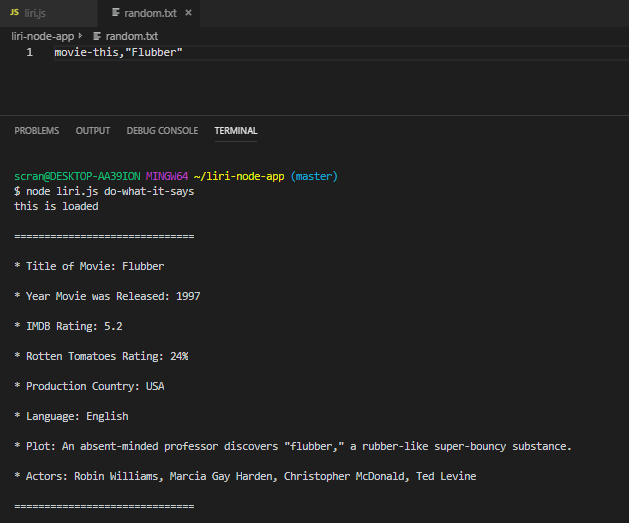 JS liri.js random.txt ×
liri-node-app › random.txt
1 movie-this,"Flubber"
PROBLEMS OUTPUT DEBUG CONSOLE TERMINAL
scran@DESKTOP-AA39ION MINGW64 ~/liri-node-app (master)
$ node liri.js do-what-it-says
this is loaded
==============================
* Title of Movie: Flubber
* Year Movie was Released: 1997
* IMDB Rating: 5.2
* Rotten Tomatoes Rating: 24%
* Production Country: USA
* Language: English
* Plot: An absent-minded professor discovers "flubber," a rubber-like super-bouncy substance.
* Actors: Robin Williams, Marcia Gay Harden, Christopher McDonald, Ted Levine
==============================